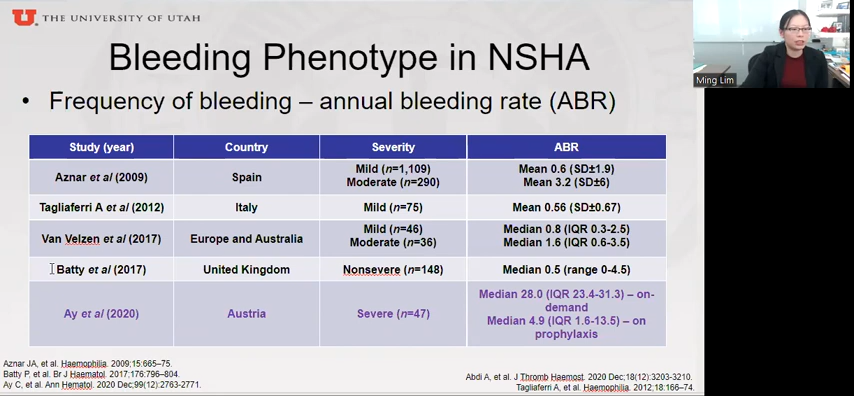 THE UNIVERSITY OF UTAH
Ming Lim
Bleeding Phenotype in NSHA
• Frequency of bleeding – annual bleeding rate (ABR)
Study (year) Country Severity ABR
Aznar et al (2009) Spain Mild (n=1,109) Mean 0.6 (SD±1.9)
Moderate (n=290) Mean 3.2 (SD±6)
Tagliaferri A et al (2012) Italy Mild (n=75) Mean 0.56 (SD±0.67)
Van Velzen et al (2017) Europe and Australia Mild (n=46) Median 0.8 (IQR 0.3-2.5)
Moderate (n=36) Median 1.6 (IQR 0.6-3.5)
Batty et al (2017) United Kingdom Nonsevere (n=148) Median 0.5 (range 0-4.5)
Ay et al (2020) Austria Severe (n=47) Median 28.0 (IQR 23.4-31.3) – on-
demand
Median 4.9 (IQR 1.6-13.5) – on
prophylaxis
Aznar JA, et al. Haemophilia. 2009;15:665–75.
Batty P, et al. Br J Haematol. 2017;176:796–804.
Ay C, et al. Ann Hematol. 2020 Dec;99(12):2763-2771.
Abdi A, et al. J Thromb Haemost. 2020 Dec;18(12):3203-3210.
Tagliaferri A, et al. Haemophilia. 2012;18:166–74.